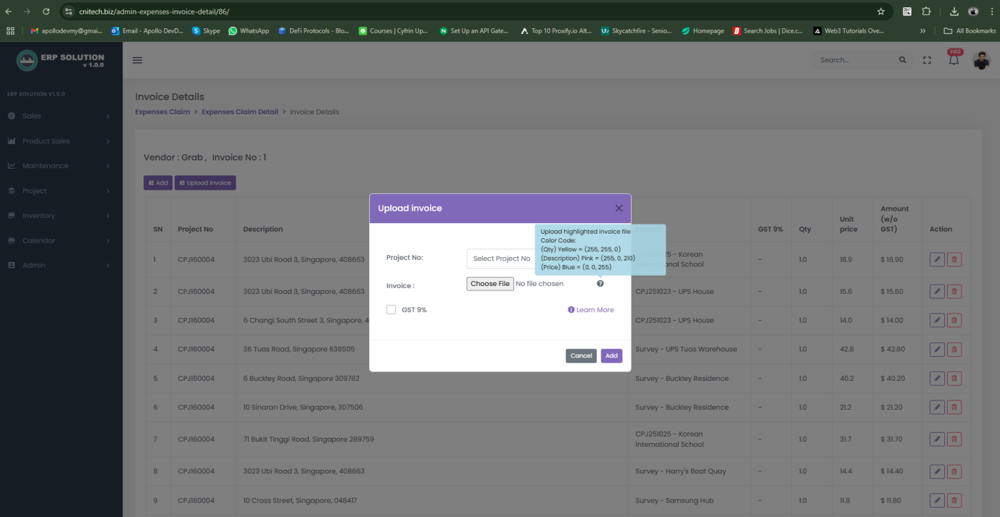 cnitech.biz/admin-expenses-invoice-detail/86/
apollodevmy@gmai...
Email - Apollo DevD...
Skype
WhatsApp
DeFi Protocols - Blo...
Courses | Cyfrin Up...
Set Up an API Gate...
Top 10 Proxify.io Alt...
Skycatchfire - Senio...
Homepage
Search Jobs | Dice.c...
Web3 Tutorials Ove...
All Bookmarks
ERP SOLUTION
v 1.0.0
Search...
7412
ERP SOLUTION V1.0.0
Sales
Product Sales
Maintenance
Project
Inventory
Calendar
Admin
Invoice Details
Expenses Claim > Expenses Claim Detail > Invoice Details
Vendor : Grab , Invoice No : 1
Add Upload Invoice
SN Project No Description GST 9% Qty Unit price Amount (w/o GST) Action
1 CPJ160004 3023 Ubi Road 3, Singapore, 408663 - Korean International School - 1.0 18.9 $ 18.90
2 CPJ160004 3023 Ubi Road 3, Singapore, 408663 CPJ251023 - UPS House - 1.0 15.6 $ 15.60
3 CPJ160004 6 Changi South Street 3, Singapore, 4 CPJ251023 - UPS House - 1.0 14.0 $ 14.00
4 CPJ160004 36 Tuas Road, Singapore 638505 Survey - UPS Tuas Warehouse - 1.0 42.8 $ 42.80
5 CPJ160004 6 Buckley Road, Singapore 309762 Survey - Buckley Residence - 1.0 40.2 $ 40.20
6 CPJ160004 10 Sinaran Drive, Singapore, 307506 Survey - Buckley Residence - 1.0 21.2 $ 21.20
7 CPJ160004 71 Bukit Tinggi Road, Singapore 289759 CPJ251025 - Korean International School - 1.0 31.7 $ 31.70
8 CPJ160004 3023 Ubi Road 3, Singapore, 408663 Survey - Harry's Boat Quay - 1.0 14.4 $ 14.40
9 CPJ160004 10 Cross Street, Singapore, 048417 Survey - Samsung Hub - 1.0 11.8 $ 11.80
Upload invoice
Project No: Select Project No
Upload highlighted invoice file
Color Code:
(Qty) Yellow = (255, 255, 0)
(Description) Pink = (255, 0, 210)
(Price) Blue = (0, 0, 255)
Invoice : Choose File No file chosen
GST 9% Learn More
Cancel Add